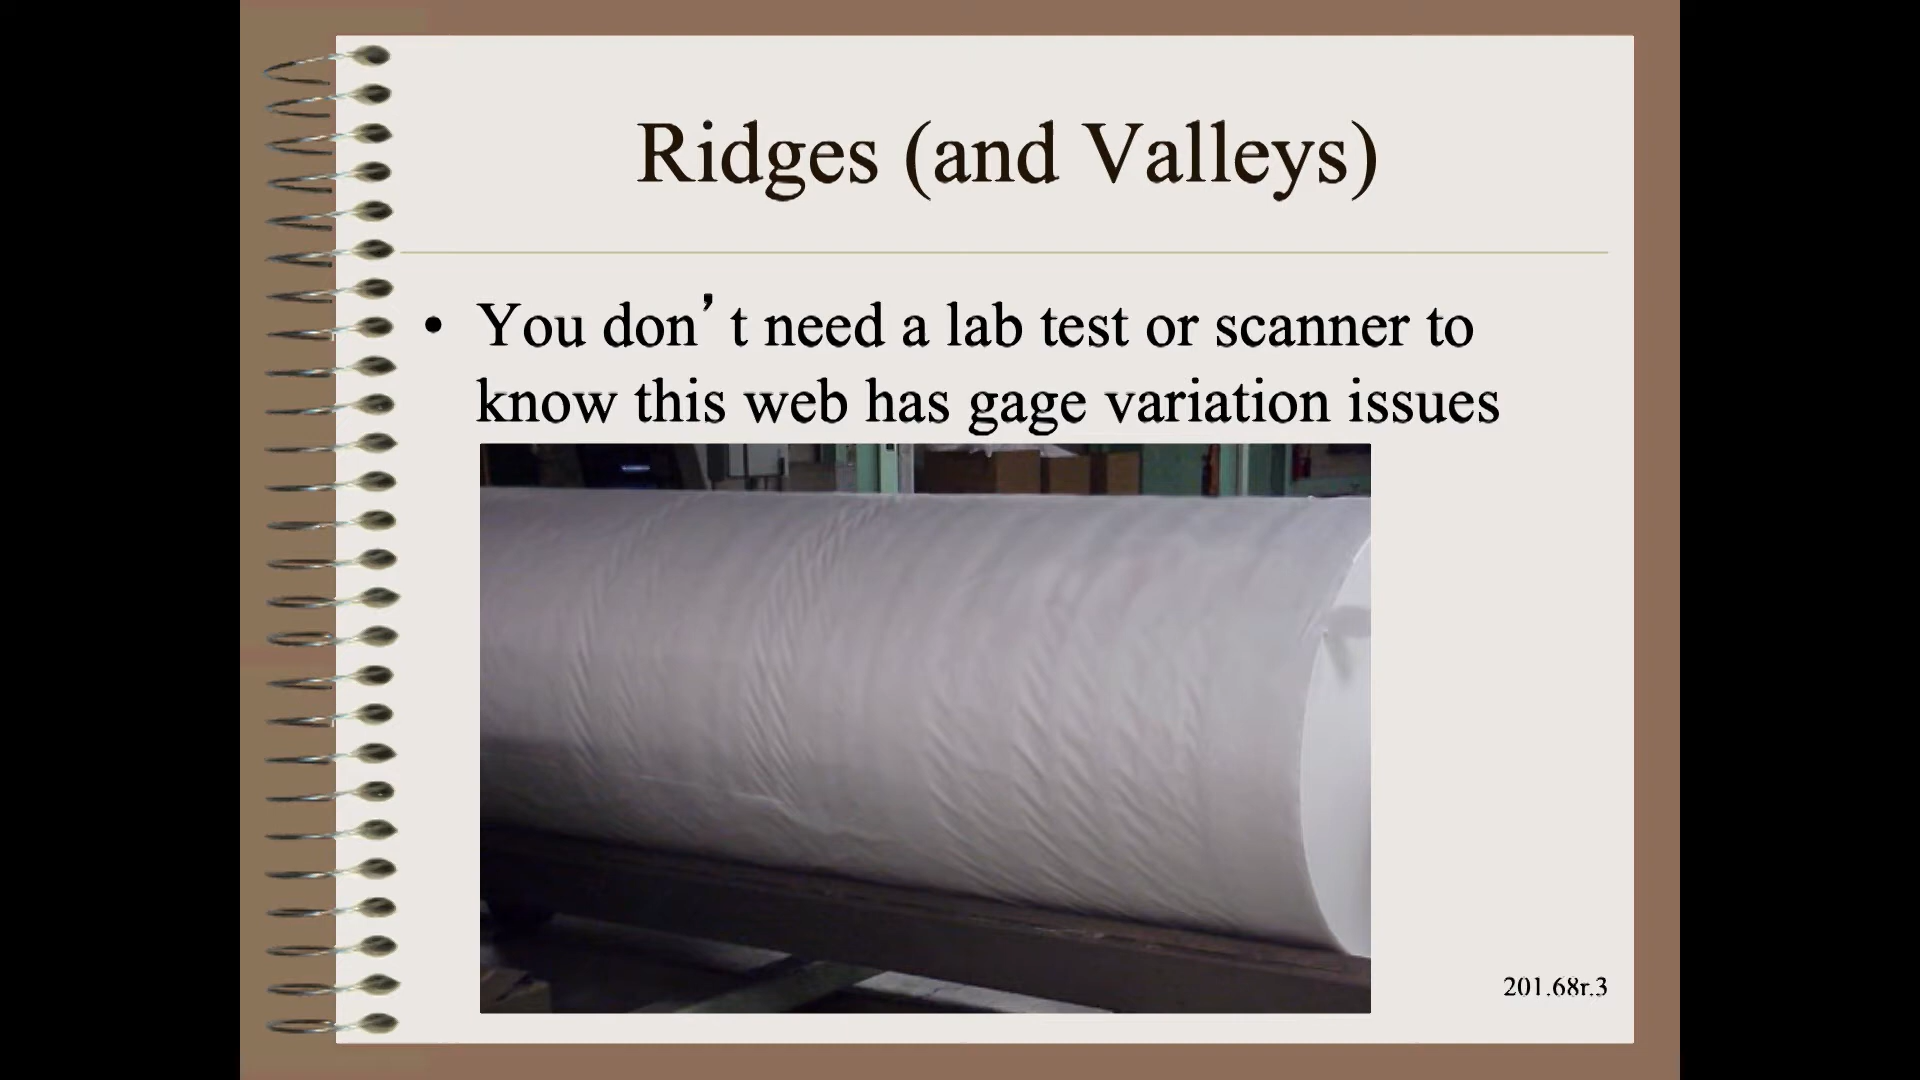 Ridges (and Valleys)
• You don’t need a lab test or scanner to
know this web has gage variation issues
201.68r.3